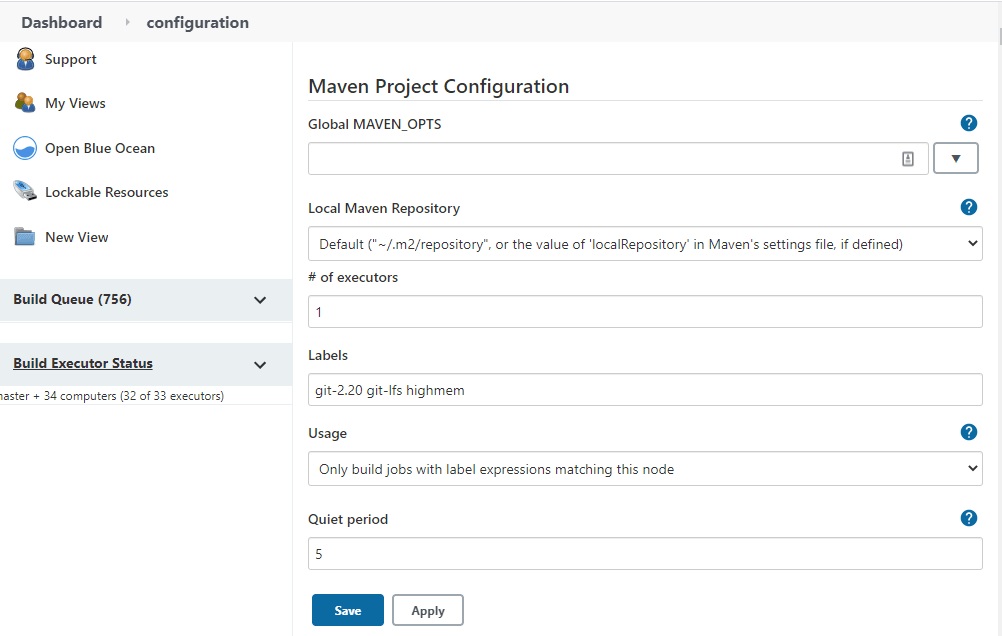 Dashboard configuration
Support
My Views
Open Blue Ocean
Lockable Resources
New View
Build Queue (756)
Build Executor Status
aster + 34 computers (32 of 33 executors)
Maven Project Configuration
Global MAVEN_OPTS
?
▼
Local Maven Repository
?
Default ("~/.m2/repository", or the value of 'localRepository' in Maven's settings file, if defined)
# of executors
1
Labels
git-2.20 git-lfs highmem
Usage
?
Only build jobs with label expressions matching this node
Quiet period
?
5
Save
Apply